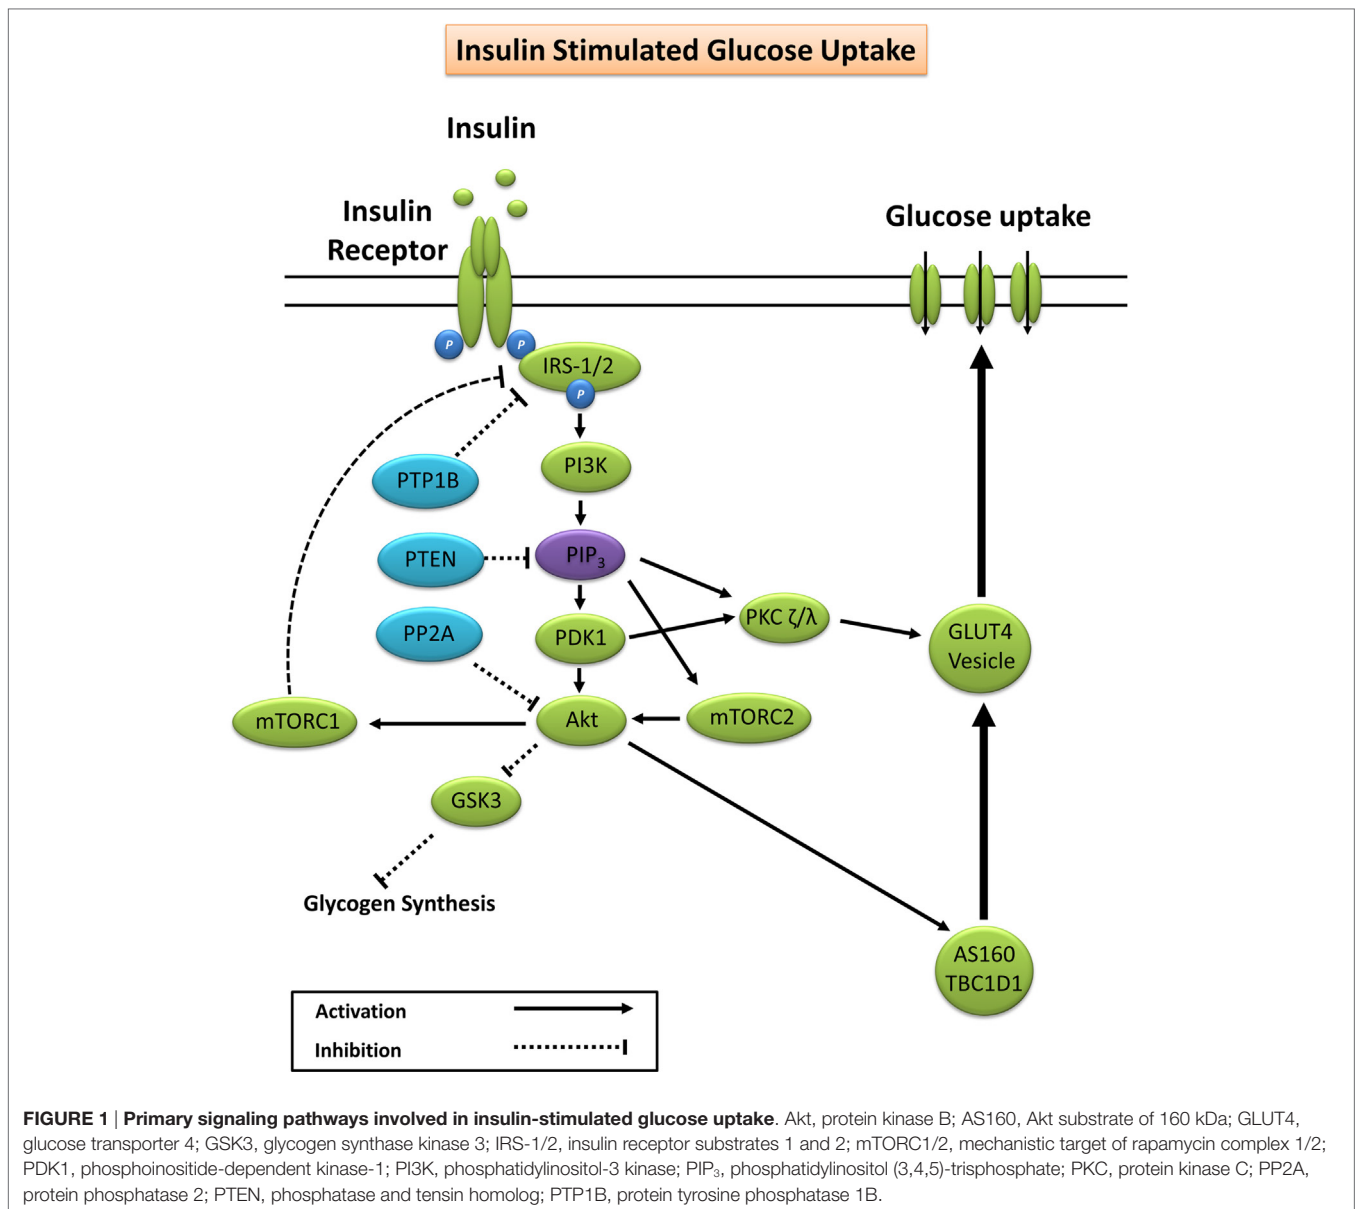 Insulin Stimulated Glucose Uptake
Insulin
Insulin
Receptor
Glucose uptake
P
P
IRS-1/2
P
PTP1B
PI3K
PTEN
PIP₃
PP2A
PDK1
PKC ζ/λ
GLUT4
Vesicle
mTORC1
Akt
mTORC2
GSK3
Glycogen Synthesis
AS160
TBC1D1
Activation
Inhibition
FIGURE 1 | Primary signaling pathways involved in insulin-stimulated glucose uptake. Akt, protein kinase B; AS160, Akt substrate of 160 kDa; GLUT4,
glucose transporter 4; GSK3, glycogen synthase kinase 3; IRS-1/2, insulin receptor substrates 1 and 2; mTORC1/2, mechanistic target of rapamycin complex 1/2;
PDK1, phosphoinositide-dependent kinase-1; PI3K, phosphatidylinositol-3 kinase; PIP₃, phosphatidylinositol (3,4,5)-trisphosphate; PKC, protein kinase C; PP2A,
protein phosphatase 2; PTEN, phosphatase and tensin homolog; PTP1B, protein tyrosine phosphatase 1B.